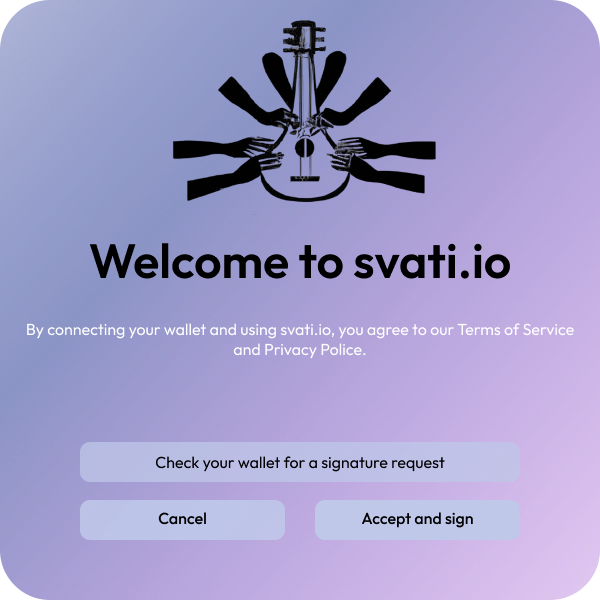 Welcome to svati.io
By connecting your wallet and using svati.io, you agree to our Terms of Service
and Privacy Police.
Check your wallet for a signature request
Cancel
Accept and sign